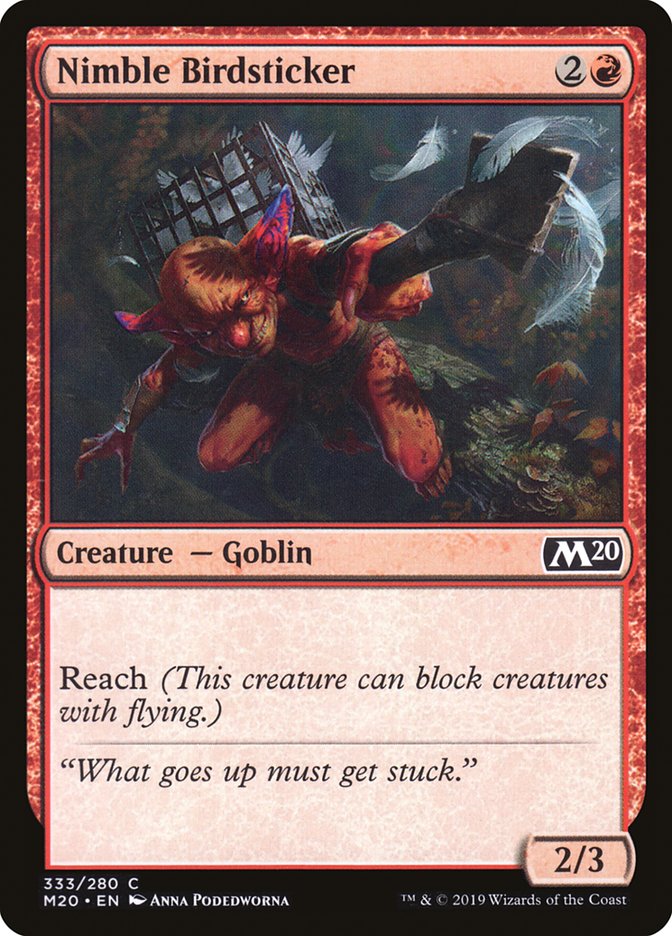 Nimble Birdsticker 2
Creature — Goblin M20
Reach (This creature can block creatures
with flying.)
“What goes up must get stuck.”
2/3
333/280 C
M20 • EN Anna Podedworna ™ & © 2019 Wizards of the Coast